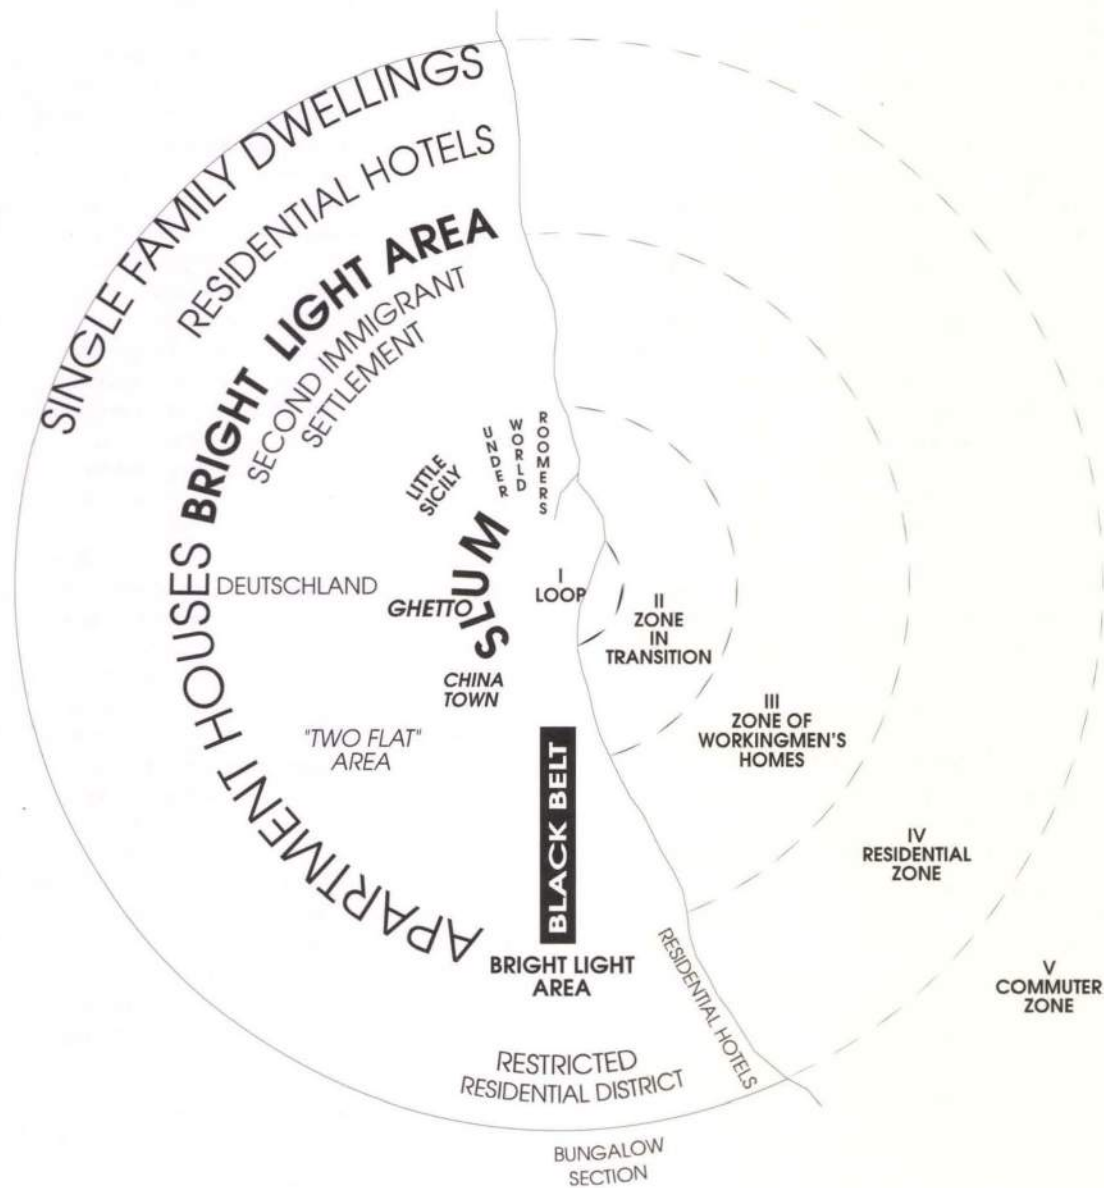 SINGLE FAMILY DWELLINGS
RESIDENTIAL HOTELS
BRIGHT LIGHT AREA
SECOND IMMIGRANT
SETTLEMENT
LITTLE
SICILY
UNDER
WORLD
ROOMERS
SLUM
I
LOOP
DEUTSCHLAND
GHETTO
II
ZONE
IN
TRANSITION
CHINA
TOWN
III
ZONE OF
WORKINGMEN'S
HOMES
"TWO FLAT"
AREA
APARTMENT HOUSES
BLACK BELT
IV
RESIDENTIAL
ZONE
BRIGHT LIGHT
AREA
RESIDENTIAL HOTELS
V
COMMUTER
ZONE
RESTRICTED
RESIDENTIAL DISTRICT
BUNGALOW
SECTION